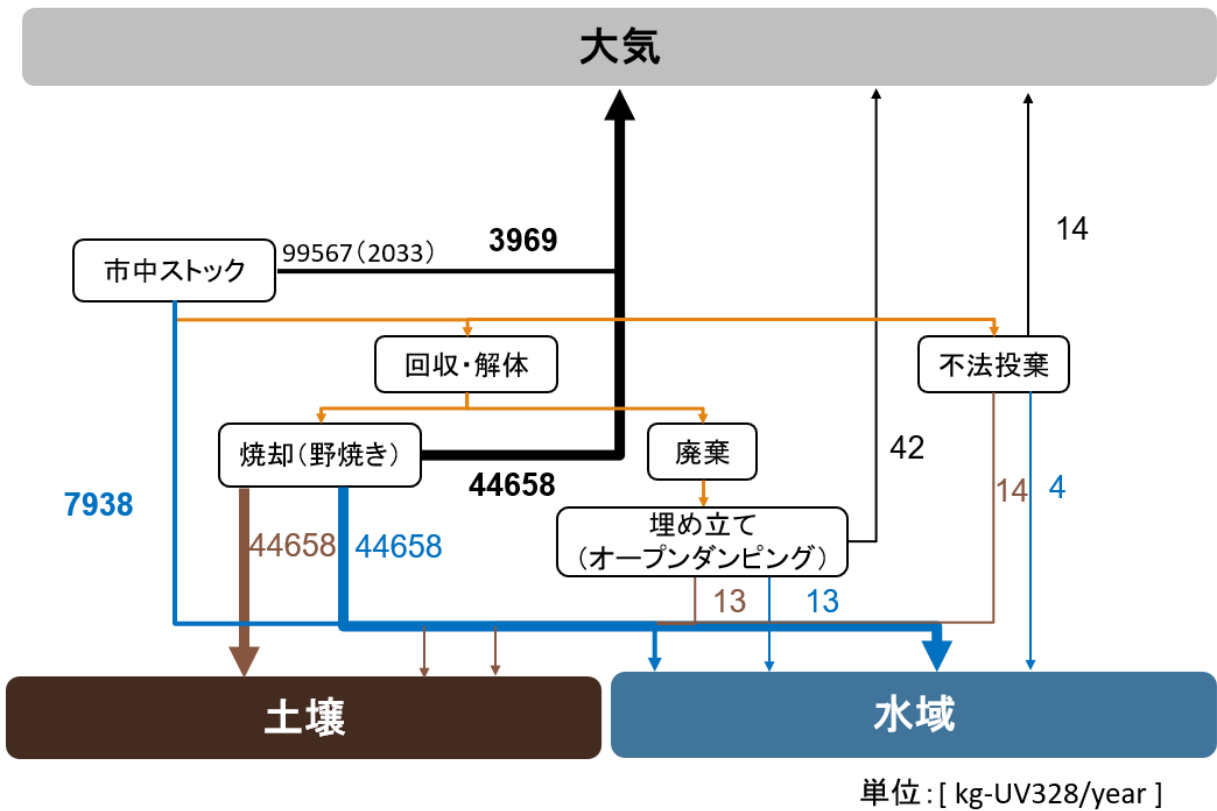 大気
14
3969
99567(2033)
市中ストック
回収・解体
不法投棄
焼却(野焼き)
廃棄
42
44658
7938
14
4
埋め立て
(オープンダンピング)
44658
44658
13
13
土壌
水域
単位:[ kg-UV328/year ]